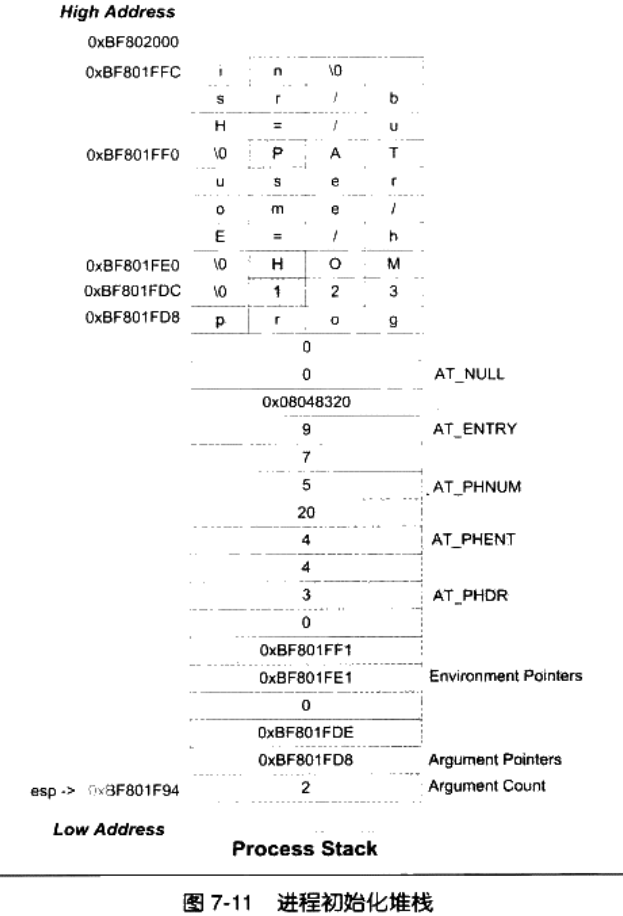 High Address
0xBF802000
0xBF801FFC i n \0
s r / b
H = / u
0xBF801FF0 \0 P A T
u s e r
o m e /
E = / h
0xBF801FE0 \0 H O M
0xBF801FDC \0 1 2 3
0xBF801FD8 p r o g
0
0 AT_NULL
0x08048320
9 AT_ENTRY
7
5 AT_PHNUM
20
4 AT_PHENT
4
3 AT_PHDR
0
0xBF801FF1
0xBF801FE1 Environment Pointers
0
0xBF801FDE
0xBF801FD8 Argument Pointers
esp -> 0xBF801F94 2 Argument Count
Low Address
Process Stack
图 7-11 进程初始化堆栈